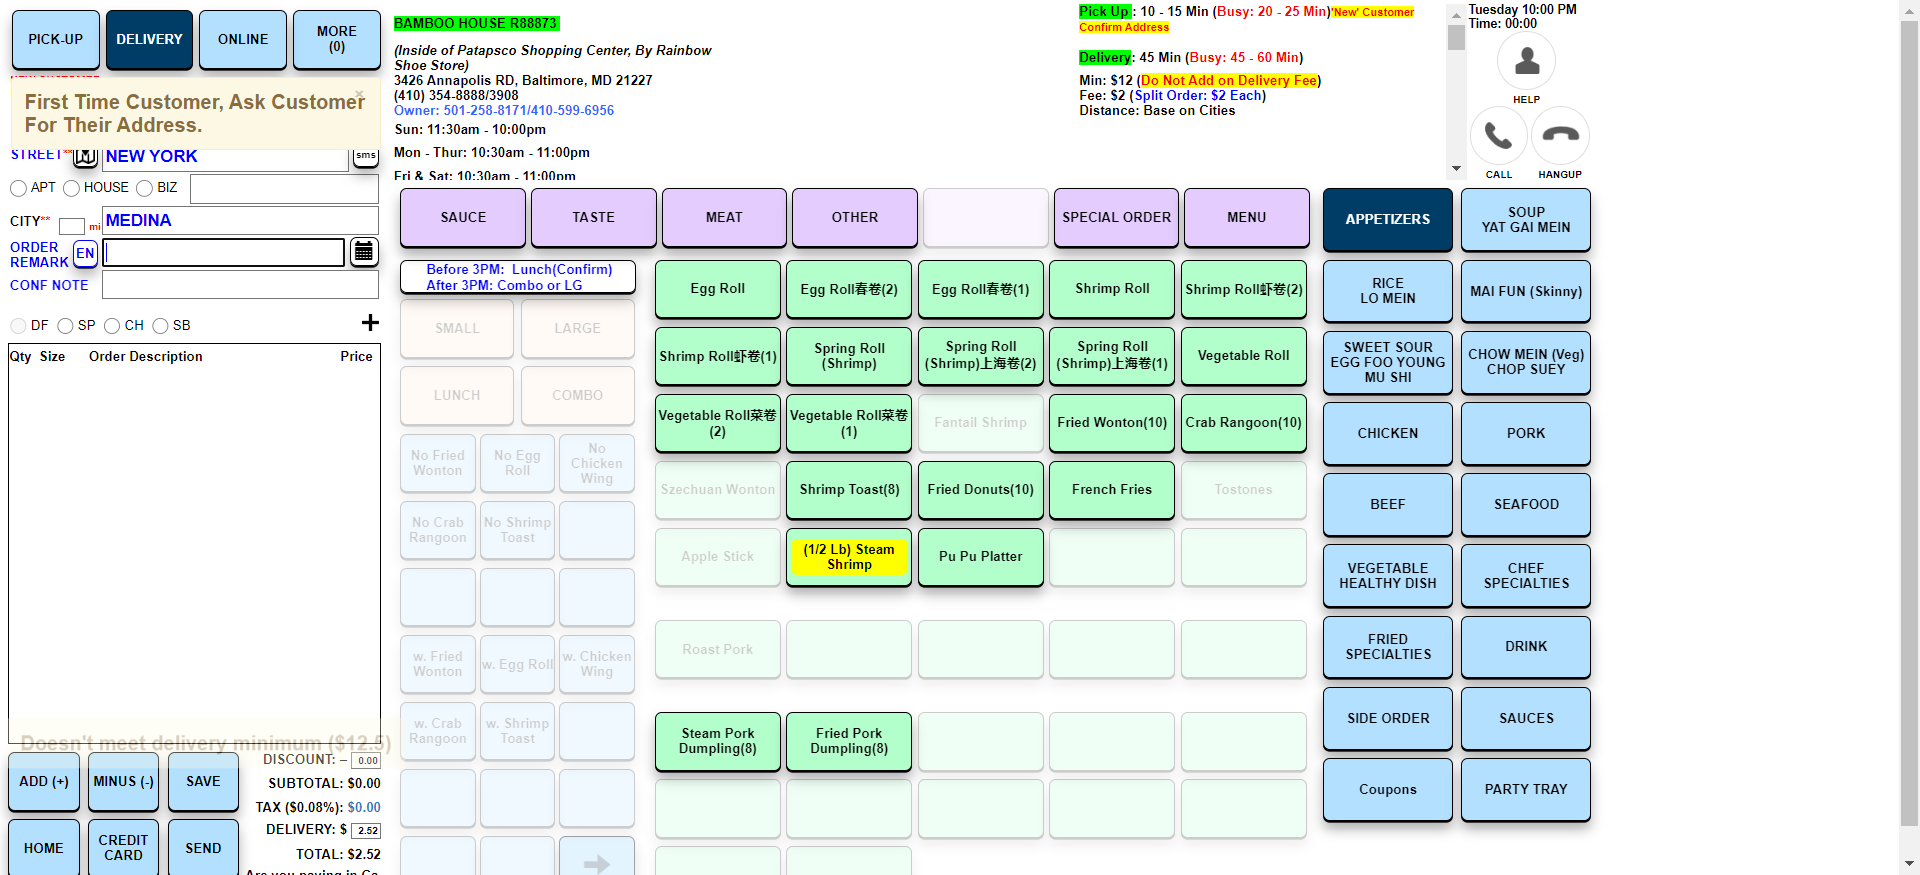 PICK-UP
DELIVERY
ONLINE
MORE
(0)
First Time Customer, Ask Customer
For Their Address.
×
STREET**
NEW YORK
sms
APT
HOUSE
BIZ
CITY**
mi
MEDINA
ORDER
REMARK
EN
CONF NOTE
DF
SP
CH
SB
+
Qty Size Order Description Price
Doesn't meet delivery minimum ($12.5)
DISCOUNT: – 0.00
SUBTOTAL: $0.00
TAX ($0.08%): $0.00
DELIVERY: $ 2.52
TOTAL: $2.52
ADD (+)
MINUS (-)
SAVE
HOME
CREDIT
CARD
SEND
BAMBOO HOUSE R88873
(Inside of Patapsco Shopping Center, By Rainbow
Shoe Store)
3426 Annapolis RD, Baltimore, MD 21227
(410) 354-8888/3908
Owner: 501-258-8171/410-599-6956
Sun: 11:30am - 10:00pm
Mon - Thur: 10:30am - 11:00pm
Fri & Sat: 10:30am - 11:00pm
Pick Up : 10 - 15 Min (Busy: 20 - 25 Min)'New' Customer
Confirm Address
Delivery: 45 Min (Busy: 45 - 60 Min)
Min: $12 (Do Not Add on Delivery Fee)
Fee: $2 (Split Order: $2 Each)
Distance: Base on Cities
Tuesday 10:00 PM
Time: 00:00
HELP
CALL
HANGUP
SAUCE
TASTE
MEAT
OTHER
SPECIAL ORDER
MENU
Before 3PM: Lunch(Confirm)
After 3PM: Combo or LG
SMALL
LARGE
LUNCH
COMBO
No Fried
Wonton
No Egg
Roll
No
Chicken
Wing
No Crab
Rangoon
No Shrimp
Toast
w. Fried
Wonton
w. Egg Roll
w. Chicken
Wing
w. Crab
Rangoon
w. Shrimp
Toast
Egg Roll
Egg Roll春卷(2)
Egg Roll春卷(1)
Shrimp Roll
Shrimp Roll虾卷(2)
Shrimp Roll虾卷(1)
Spring Roll
(Shrimp)
Spring Roll
(Shrimp)上海卷(2)
Spring Roll
(Shrimp)上海卷(1)
Vegetable Roll
Vegetable Roll菜卷
(2)
Vegetable Roll菜卷
(1)
Fantail Shrimp
Fried Wonton(10)
Crab Rangoon(10)
Szechuan Wonton
Shrimp Toast(8)
Fried Donuts(10)
French Fries
Tostones
Apple Stick
(1/2 Lb) Steam
Shrimp
Pu Pu Platter
Roast Pork
Steam Pork
Dumpling(8)
Fried Pork
Dumpling(8)
APPETIZERS
SOUP
YAT GAI MEIN
RICE
LO MEIN
MAI FUN (Skinny)
SWEET SOUR
EGG FOO YOUNG
MU SHI
CHOW MEIN (Veg)
CHOP SUEY
CHICKEN
PORK
BEEF
SEAFOOD
VEGETABLE
HEALTHY DISH
CHEF
SPECIALTIES
FRIED
SPECIALTIES
DRINK
SIDE ORDER
SAUCES
Coupons
PARTY TRAY